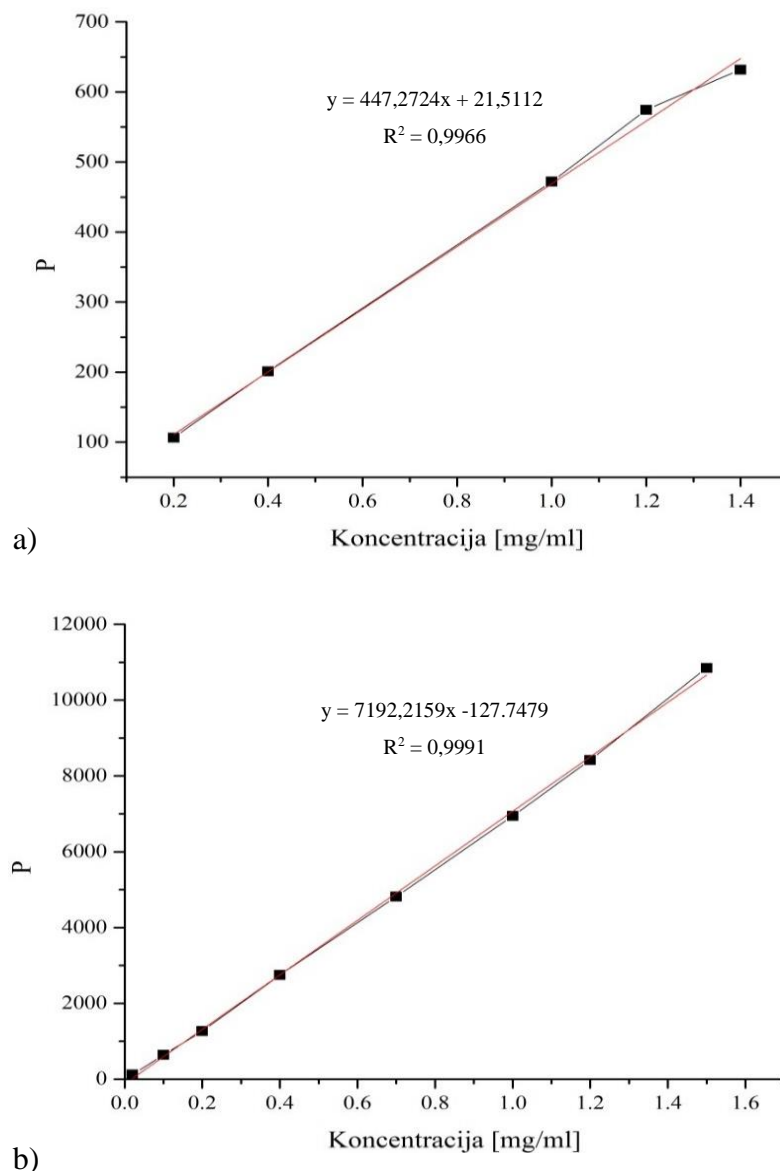 700
600
y = 447,2724x + 21,5112
R² = 0,9966
500
400
P
300
200
100
0.2 0.4 0.6 0.8 1.0 1.2 1.4
a)
Koncentracija [mg/ml]
12000
y = 7192,2159x -127.7479
10000
R² = 0,9991
8000
P
6000
4000
2000
0
0.0 0.2 0.4 0.6 0.8 1.0 1.2 1.4 1.6
Koncentracija [mg/ml]
b)